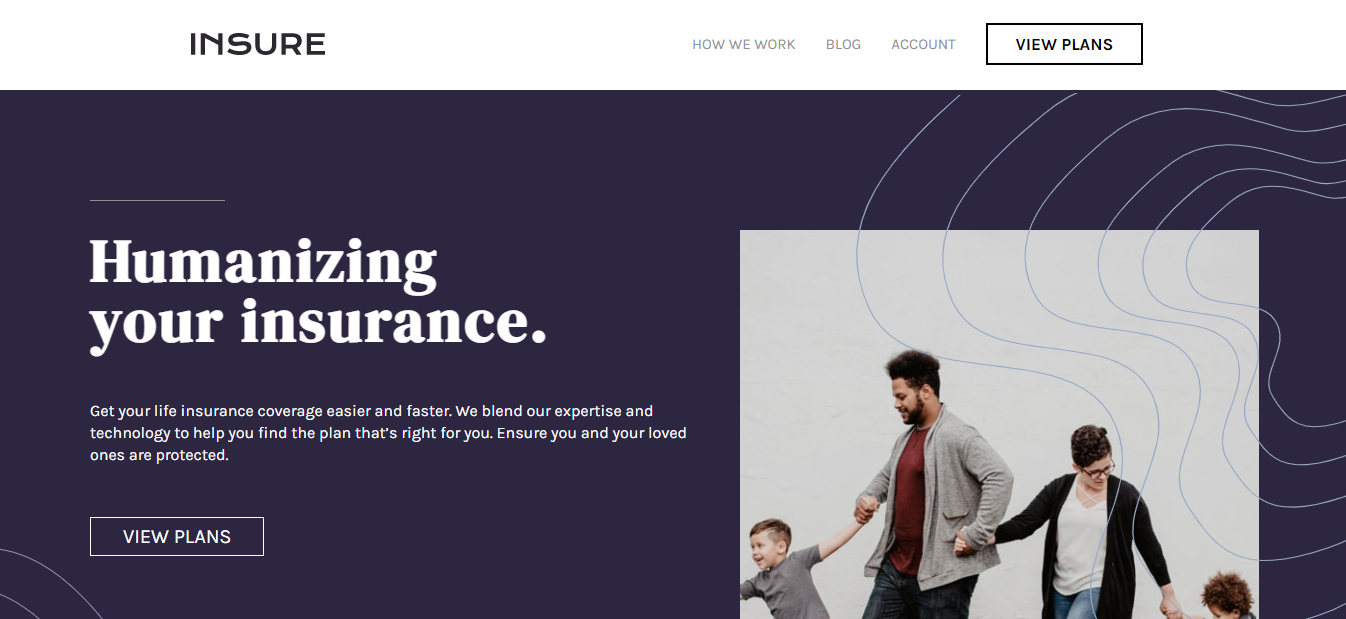 INSURE
HOW WE WORK
BLOG
ACCOUNT
VIEW PLANS
Humanizing
your insurance.
Get your life insurance coverage easier and faster. We blend our expertise and
technology to help you find the plan that’s right for you. Ensure you and your loved
ones are protected.
VIEW PLANS